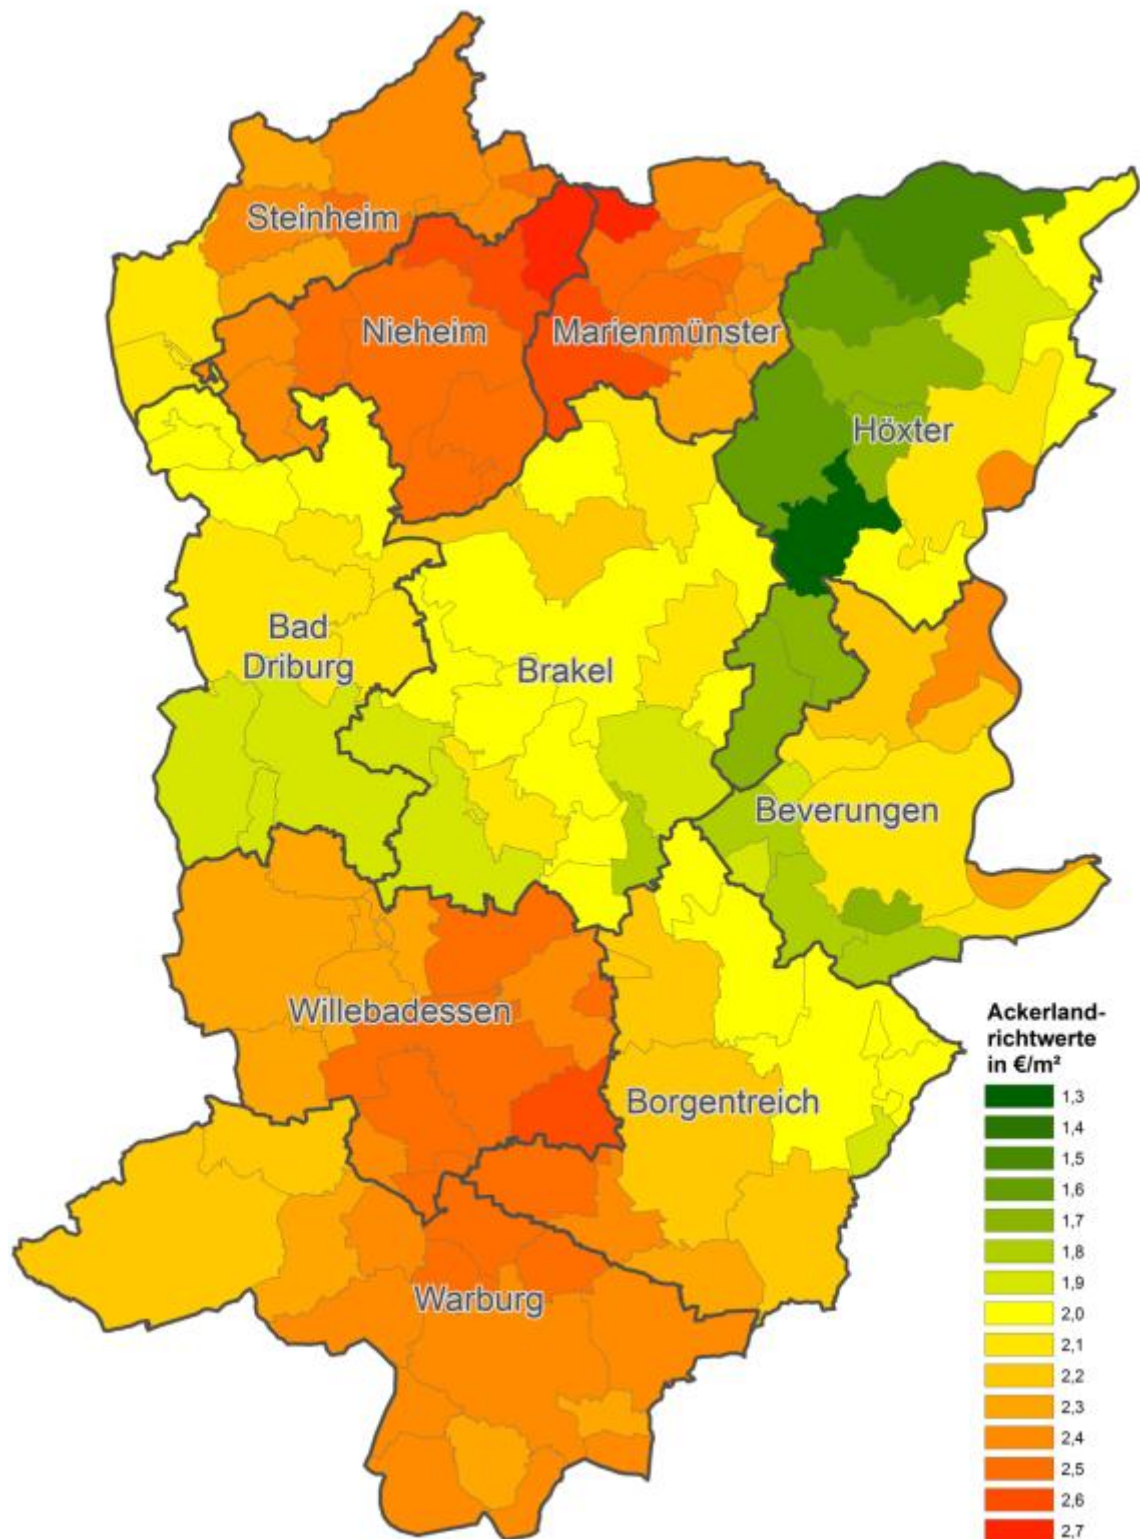 Steinheim
Nieheim
Marienmünster
Höxter
Bad
Driburg
Brakel
Beverungen
Willebadessen
Borgentreich
Warburg
Ackerland-
richtwerte
in €/m²
1,3
1,4
1,5
1,6
1,7
1,8
1,9
2,0
2,1
2,2
2,3
2,4
2,5
2,6
2,7